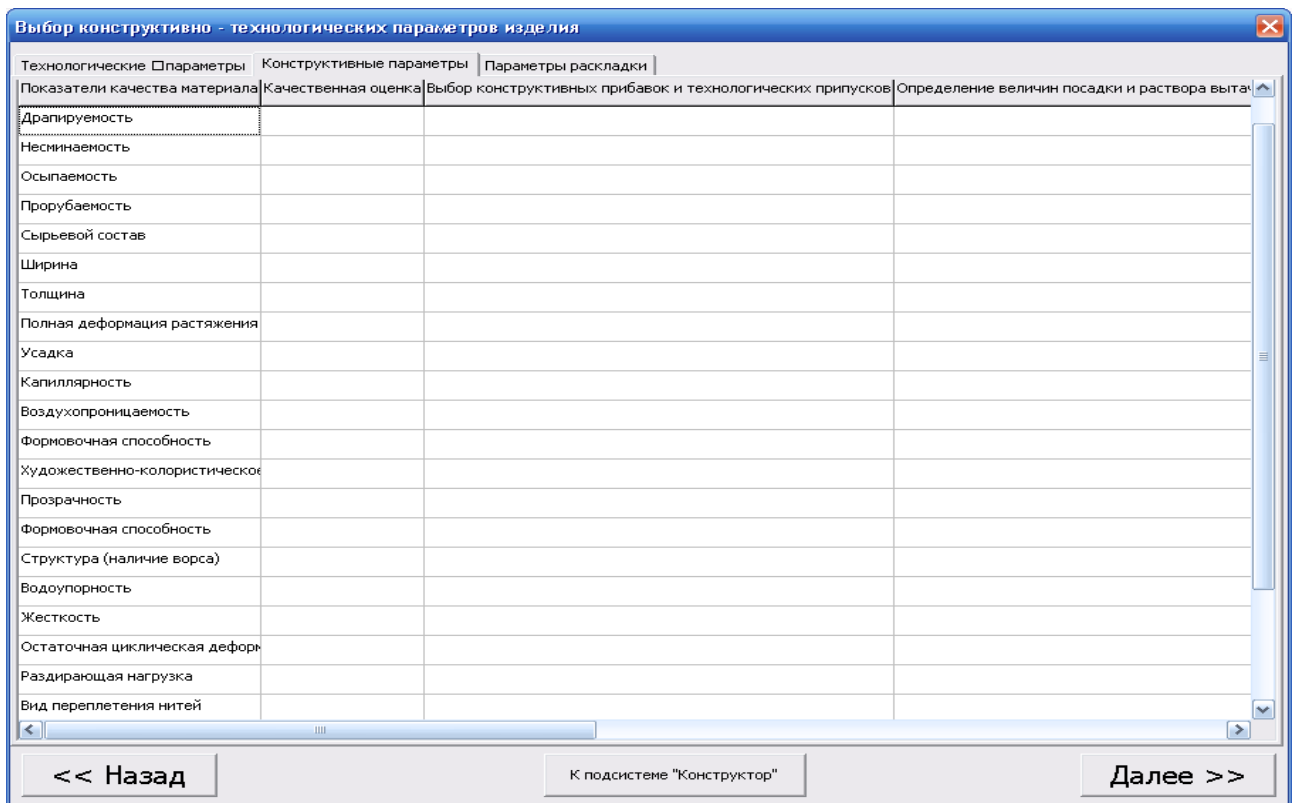 Выбор конструктивно - технологических параметров изделия
Технологические □параметры Конструктивные параметры Параметры раскладки
Показатели качества материала Качественная оценка Выбор конструктивных прибавок и технологических припусков Определение величин посадки и раствора выта
Драпируемость
Несминаемость
Осыпаемость
Прорубаемость
Сырьевой состав
Ширина
Толщина
Полная деформация растяжения
Усадка
Капиллярность
Воздухопроницаемость
Формовочная способность
Художественно-колористическое
Прозрачность
Формовочная способность
Структура (наличие ворса)
Водоупорность
Жесткость
Остаточная циклическая деформ
Раздирающая нагрузка
Вид переплетения нитей
<< Назад К подсистеме "Конструктор" Далее >>